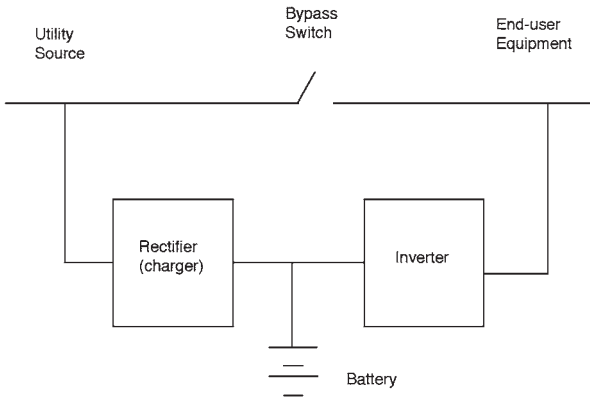 Utility
Source
Bypass
Switch
End-user
Equipment
Rectifier
(charger)
Inverter
Battery